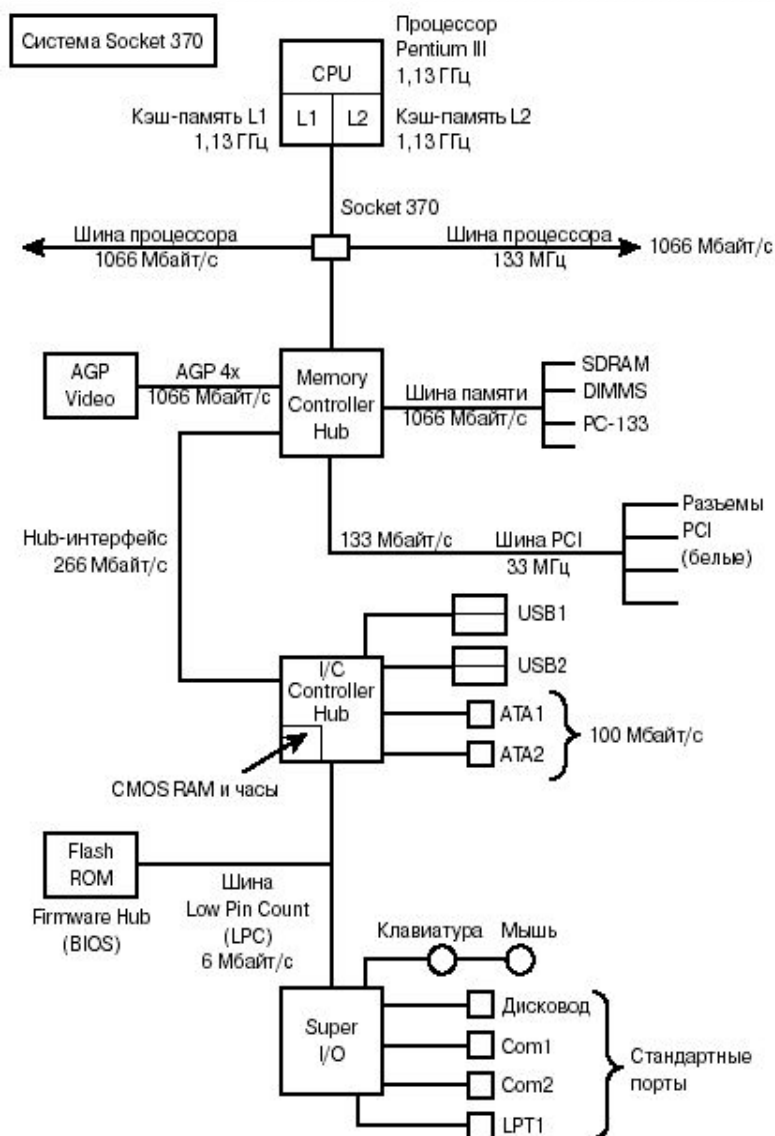 Система Socket 370
Процессор
Pentium III
1,13 ГГц
CPU
L1
L2
Кэш-память L1
1,13 ГГц
Кэш-память L2
1,13 ГГц
Socket 370
Шина процессора
1066 Мбайт/с
Шина процессора
133 МГц
1066 Мбайт/с
AGP
Video
AGP 4x
1066 Мбайт/с
Memory
Controller
Hub
Шина памяти
1066 Мбайт/с
SDRAM
DIMMS
PC-133
Hub-интерфейс
266 Мбайт/с
133 Мбайт/с
Шина PCI
33 МГц
Разъемы
PCI
(белые)
USB1
USB2
I/C
Controller
Hub
ATA1
ATA2
100 Мбайт/с
CMOS RAM и часы
Flash
ROM
Firmware Hub
(BIOS)
Шина
Low Pin Count
(LPC)
6 Мбайт/с
Клавиатура
Мышь
Super
I/O
Дисковод
Com1
Com2
LPT1
Стандартные
порты